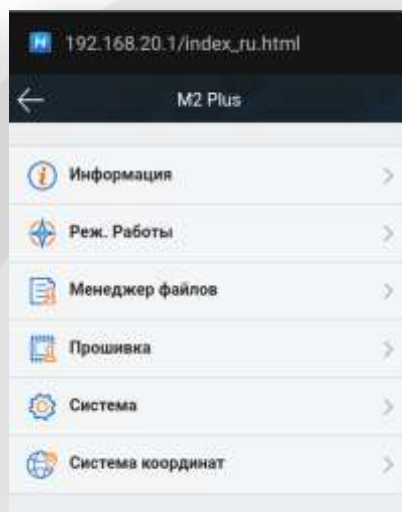 192.168.20.1/index_ru.html
M2 Plus
Информация
Реж. Работы
Менеджер файлов
Прошивка
Система
Система координат